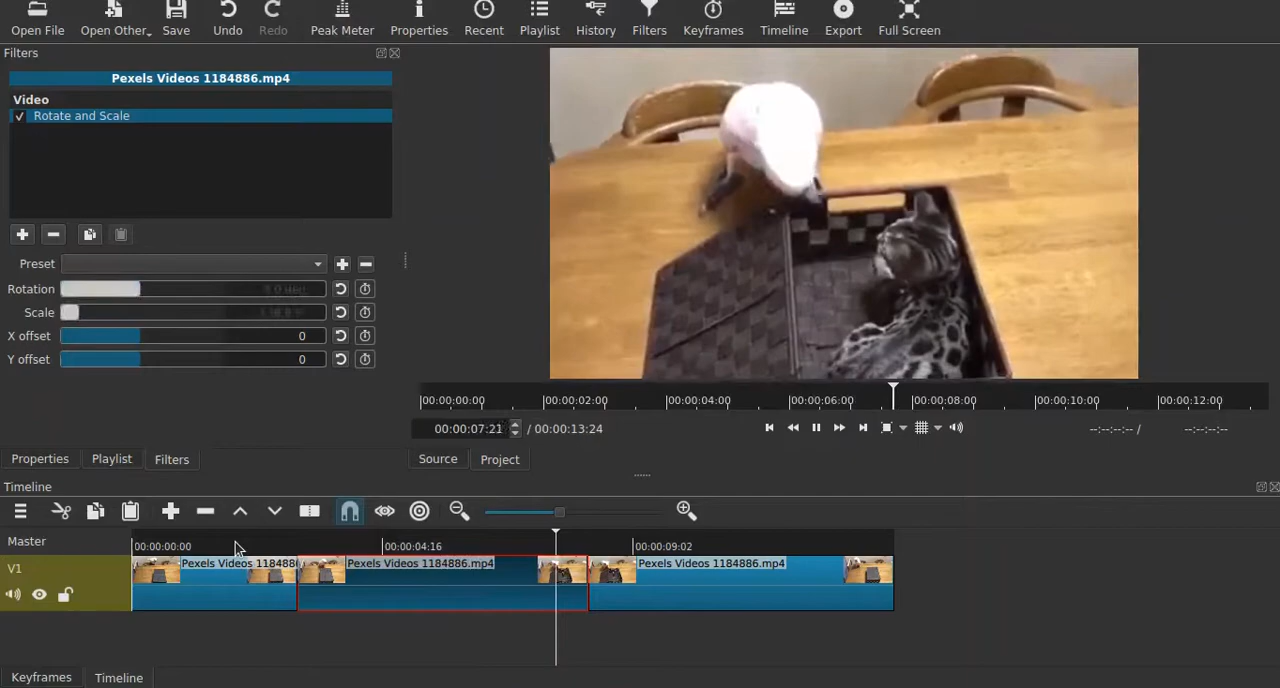 Open File Open Other Save Undo Redo Peak Meter Properties Recent Playlist History Filters Keyframes Timeline Export Full Screen
Filters
Pexels Videos 1184886.mp4
Video
Rotate and Scale
Preset
Rotation
Scale
X offset 0
Y offset 0
00:00:00:00 00:00:02:00 00:00:04:00 00:00:06:00 00:00:08:00 00:00:10:00 00:00:12:00
00:00:07:21 / 00:00:13:24 --:--:--:-- / --:--:--:--
Properties Playlist Filters Source Project
Timeline
Master 00:00:00:00 00:00:04:16 00:00:09:02
V1 Pexels Videos 118488 Pexels Videos 1184886.mp4 Pexels Videos 1184886.mp4
Keyframes Timeline